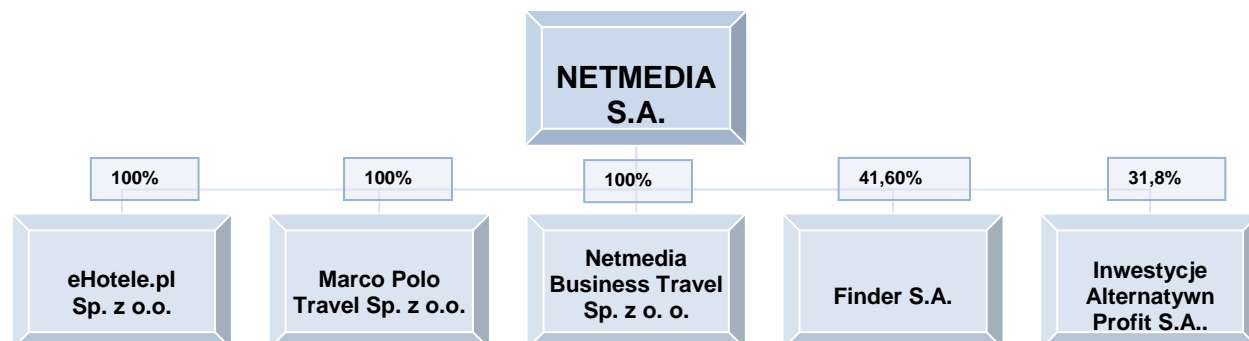 NETMEDIA
S.A.
100%
100%
100%
41,60%
31,8%
eHotele.pl
Sp. z o.o.
Marco Polo
Travel Sp. z o.o.
Netmedia
Business Travel
Sp. z o. o.
Finder S.A.
Inwestycje
Alternatywn
Profit S.A..